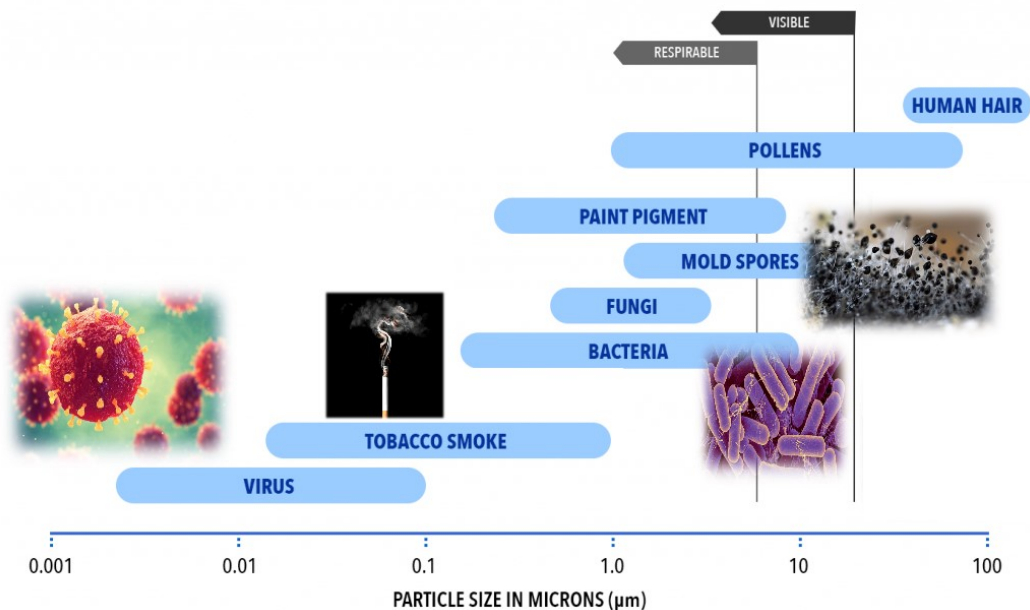 VISIBLE
RESPIRABLE
HUMAN HAIR
POLLENS
PAINT PIGMENT
MOLD SPORES
FUNGI
BACTERIA
TOBACCO SMOKE
VIRUS
0.001 0.01 0.1 1.0 10 100
PARTICLE SIZE IN MICRONS (µm)